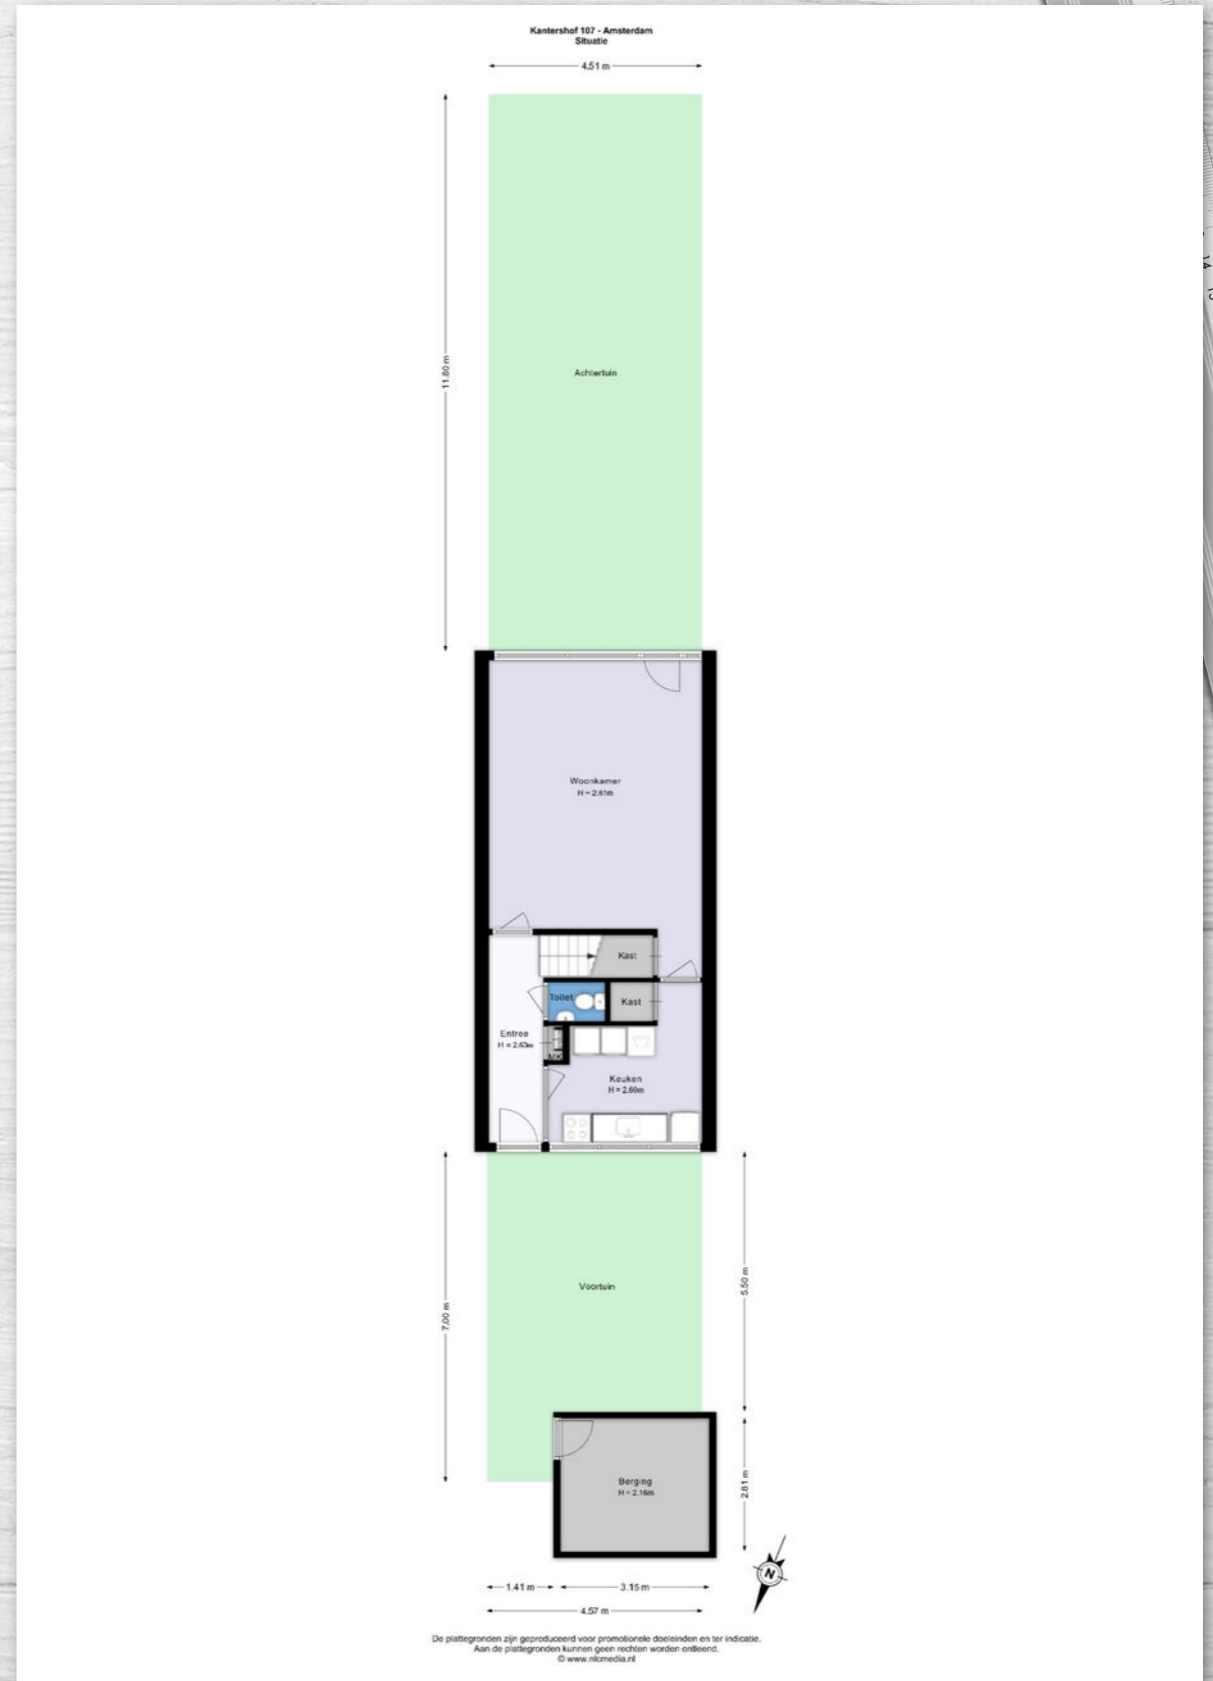 Kantershof 107 - Amsterdam
Situatie
4.51 m
11.80 m
Achtertuin
14
15
Woonkamer
H = 2.61m
Kast
Toilet
Kast
Entree
H = 2.63m
MK
Keuken
H = 2.60m
Voortuin
7.00 m
5.50 m
Berging
H = 2.16m
2.81 m
N
1.41 m
3.15 m
4.57 m
De plattegronden zijn geproduceerd voor promotionele doeleinden en ter indicatie.
Aan de plattegronden kunnen geen rechten worden ontleend.
© www.nkmedia.nl